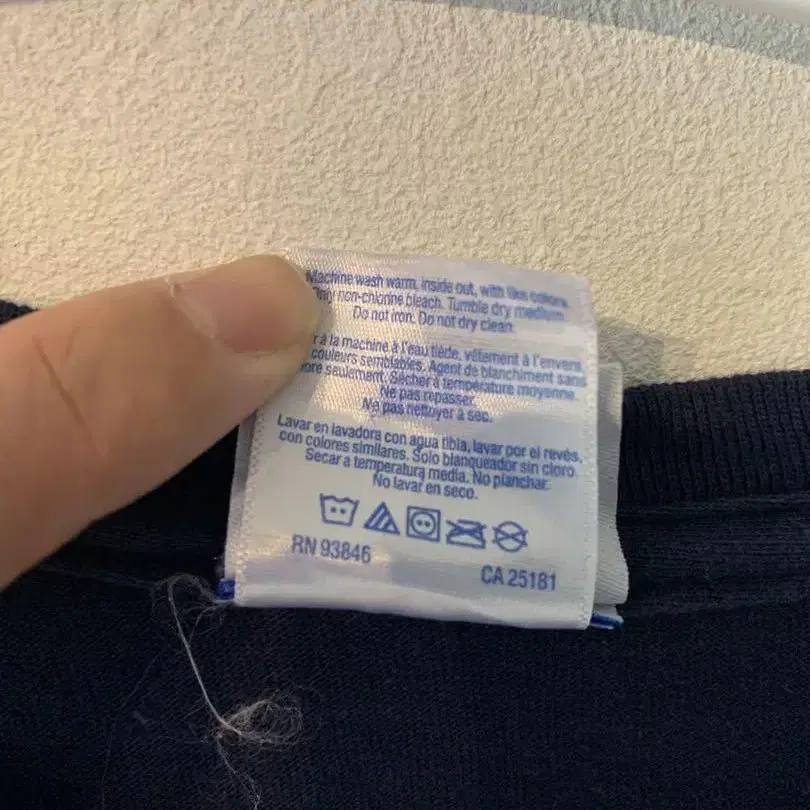 Machine wash warm, inside out, with like colors.
Only non-chlorine bleach. Tumble dry medium.
Do not iron. Do not dry clean.
à la machine à l'eau tiède, vêtement à l'envers,
couleurs semblables. Agent de blanchiment sans
seulement. Sécher à température moyenne.
Ne pas repasser.
Ne pas nettoyer à sec.
Lavar en lavadora con agua tibia, lavar por el revés,
con colores similares. Solo blanqueador sin cloro.
Secar a temperatura media. No planchar.
No lavar en seco.
RN 93846
CA 25181